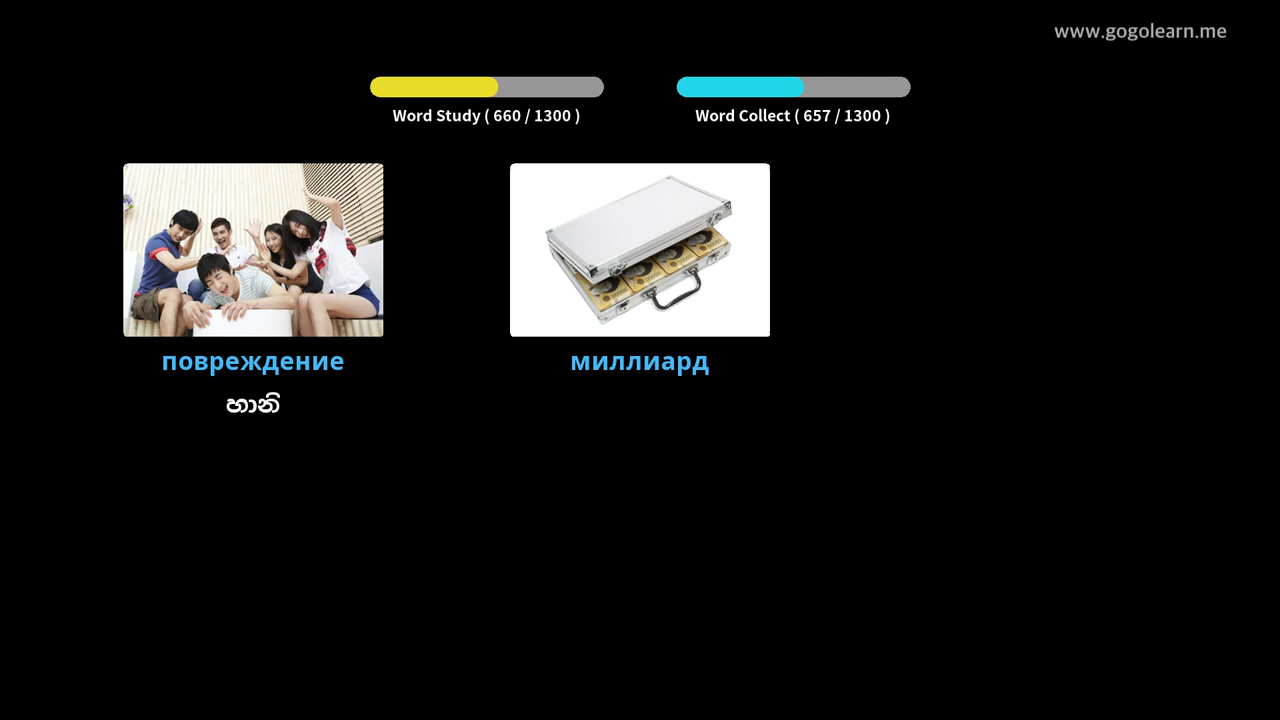 www.gogolearn.me
Word Study ( 660 / 1300 )
Word Collect ( 657 / 1300 )
повреждение
миллиард
හානි